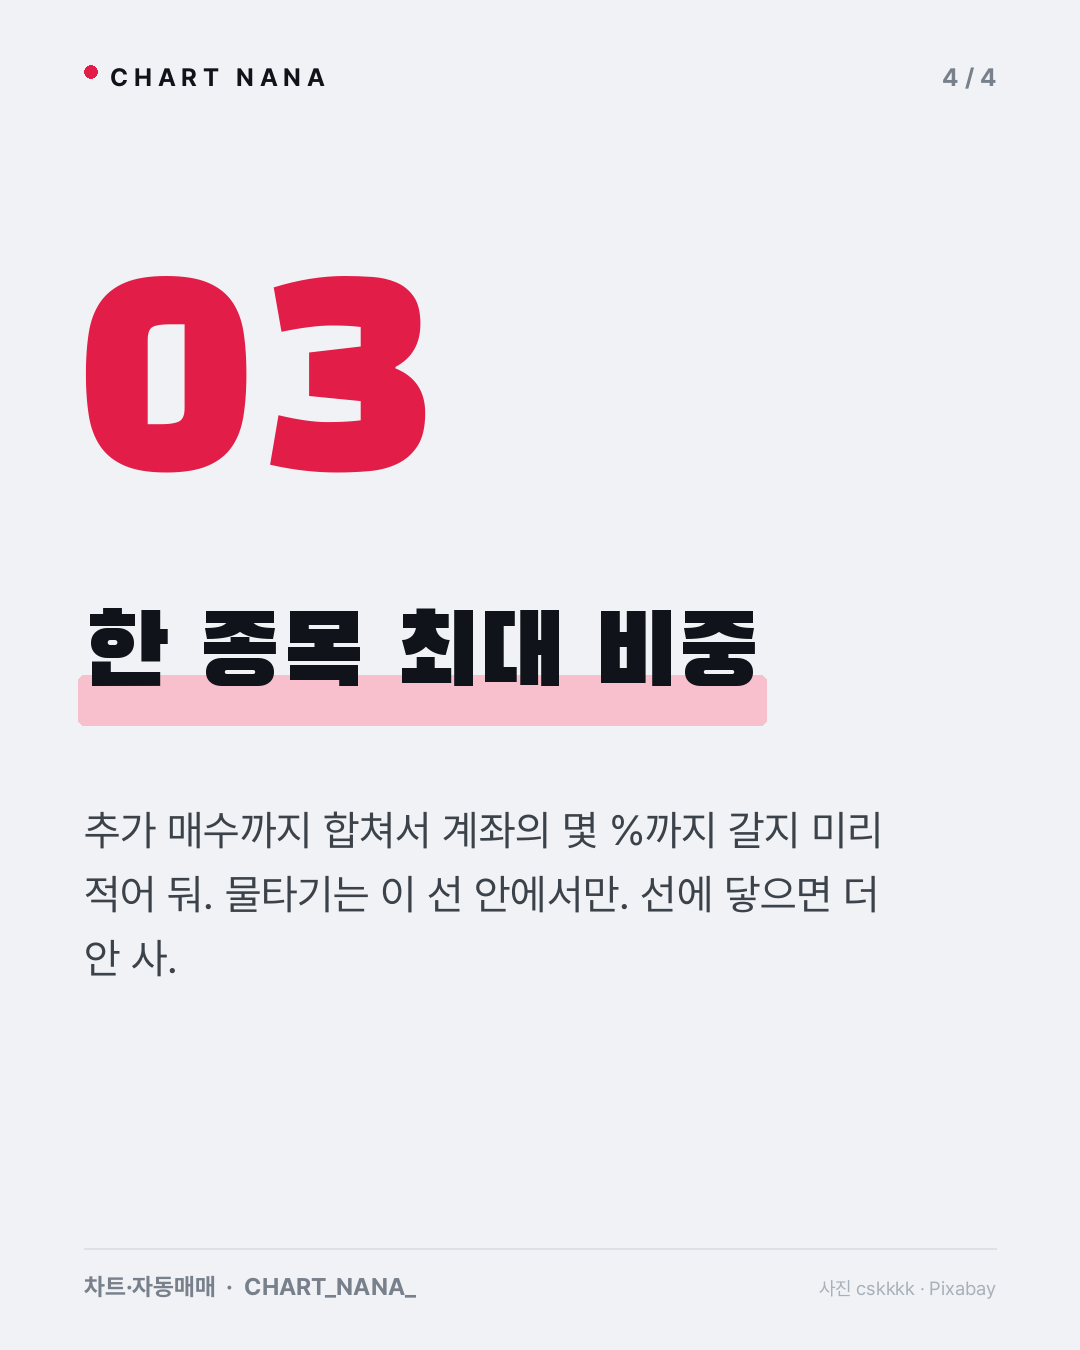 CHART NANA
4 / 4
03
한 종목 최대 비중
추가 매수까지 합쳐서 계좌의 몇 %까지 갈지 미리
적어 둬. 물타기는 이 선 안에서만. 선에 닿으면 더
안 사.
차트·자동매매 · CHART_NANA_
사진 cskkkk · Pixabay